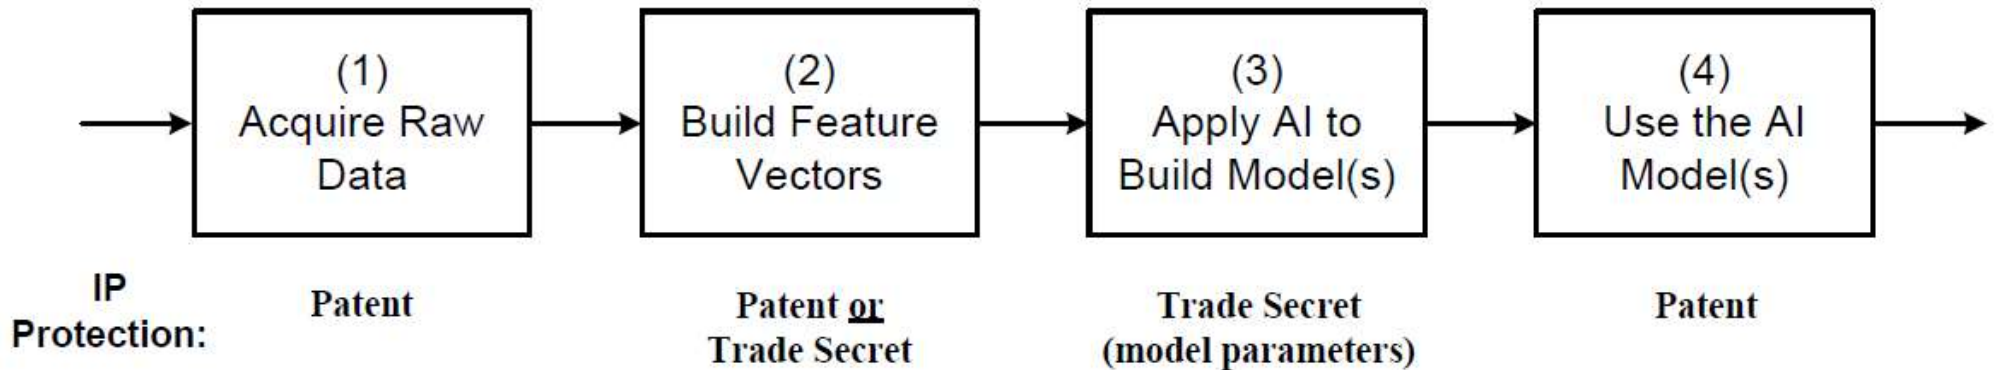 (1)
Acquire Raw
Data
(2)
Build Feature
Vectors
(3)
Apply AI to
Build Model(s)
(4)
Use the AI
Model(s)
IP
Protection:
Patent
Patent or
Trade Secret
Trade Secret
(model parameters)
Patent